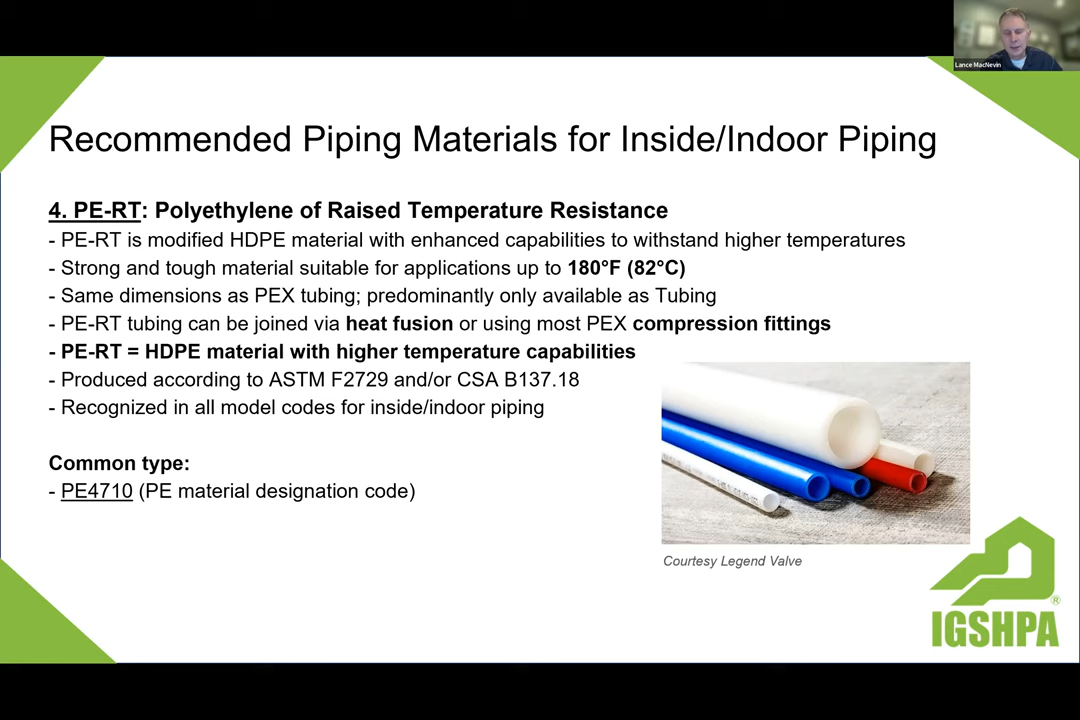 Lance MacNevin
Recommended Piping Materials for Inside/Indoor Piping
4. PE-RT: Polyethylene of Raised Temperature Resistance
- PE-RT is modified HDPE material with enhanced capabilities to withstand higher temperatures
- Strong and tough material suitable for applications up to 180°F (82°C)
- Same dimensions as PEX tubing; predominantly only available as Tubing
- PE-RT tubing can be joined via heat fusion or using most PEX compression fittings
- PE-RT = HDPE material with higher temperature capabilities
- Produced according to ASTM F2729 and/or CSA B137.18
- Recognized in all model codes for inside/indoor piping
Common type:
- PE4710 (PE material designation code)
Courtesy Legend Valve
®
IGSHPA